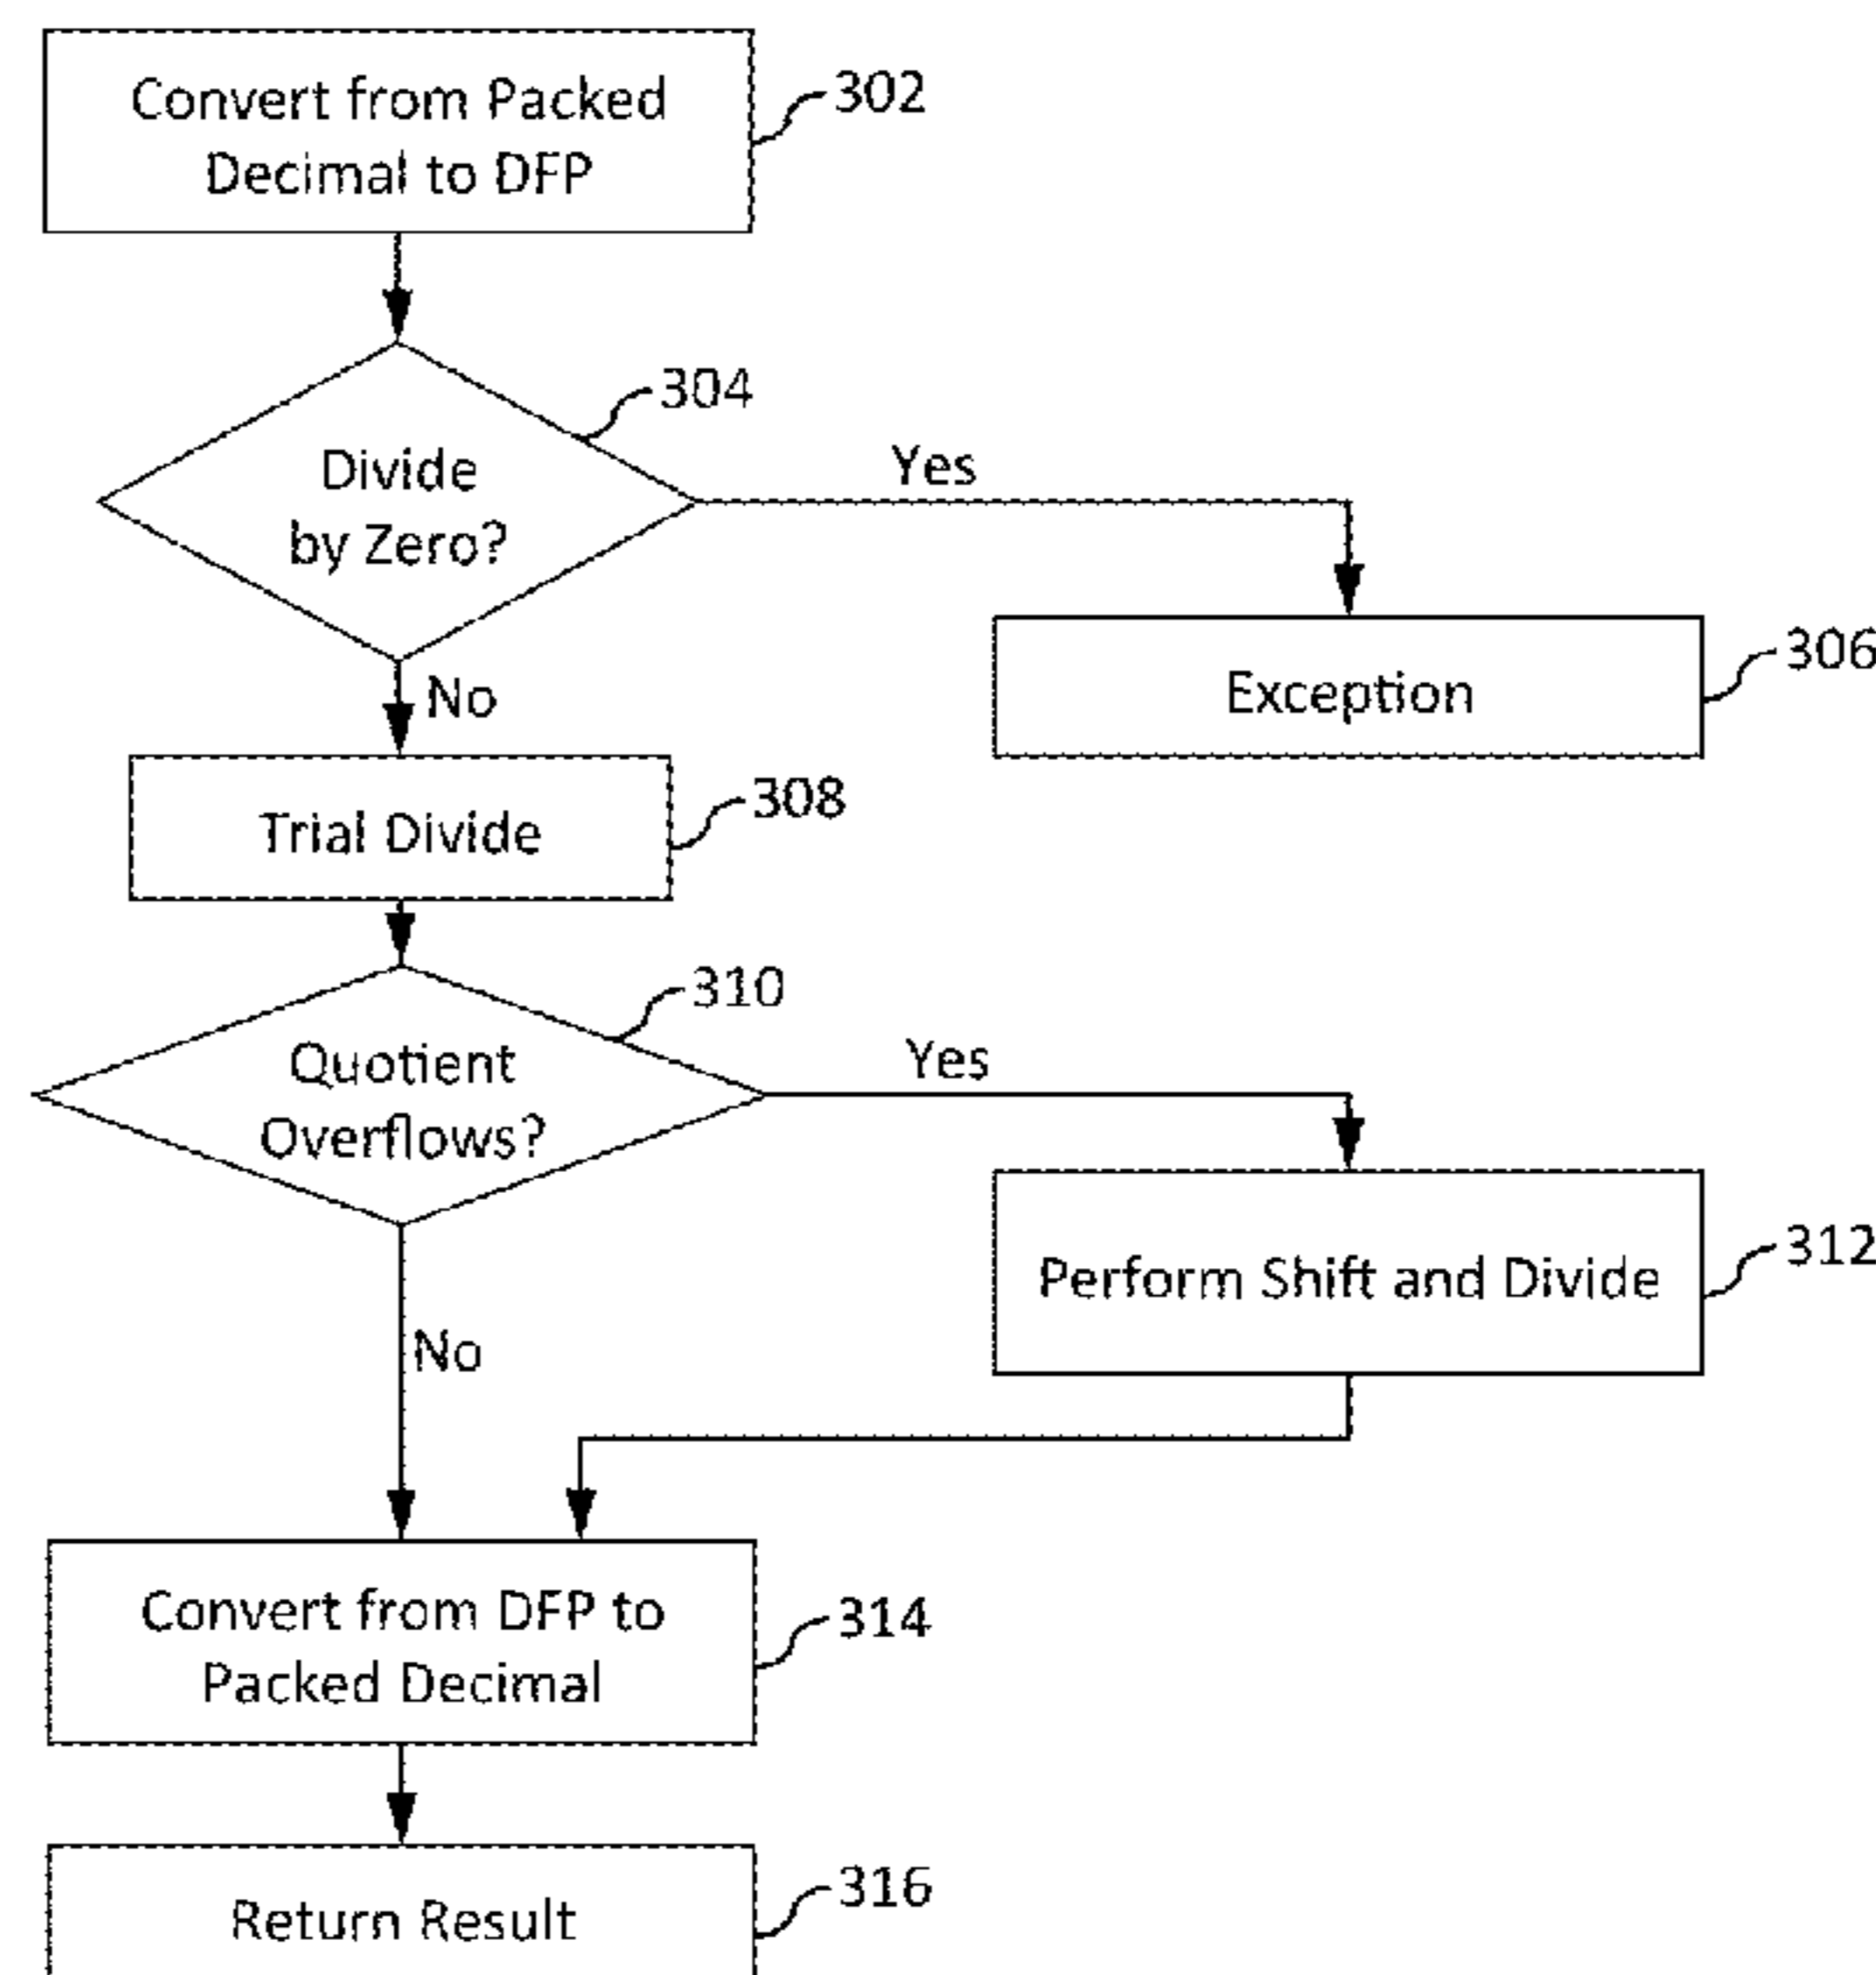 Convert from Packed
Decimal to DFP
302
304
Divide
by Zero?
Yes
No
Exception
306
Trial Divide
308
310
Quotient
Overflows?
Yes
No
Perform Shift and Divide
312
Convert from DFP to
Packed Decimal
314
Return Result
316